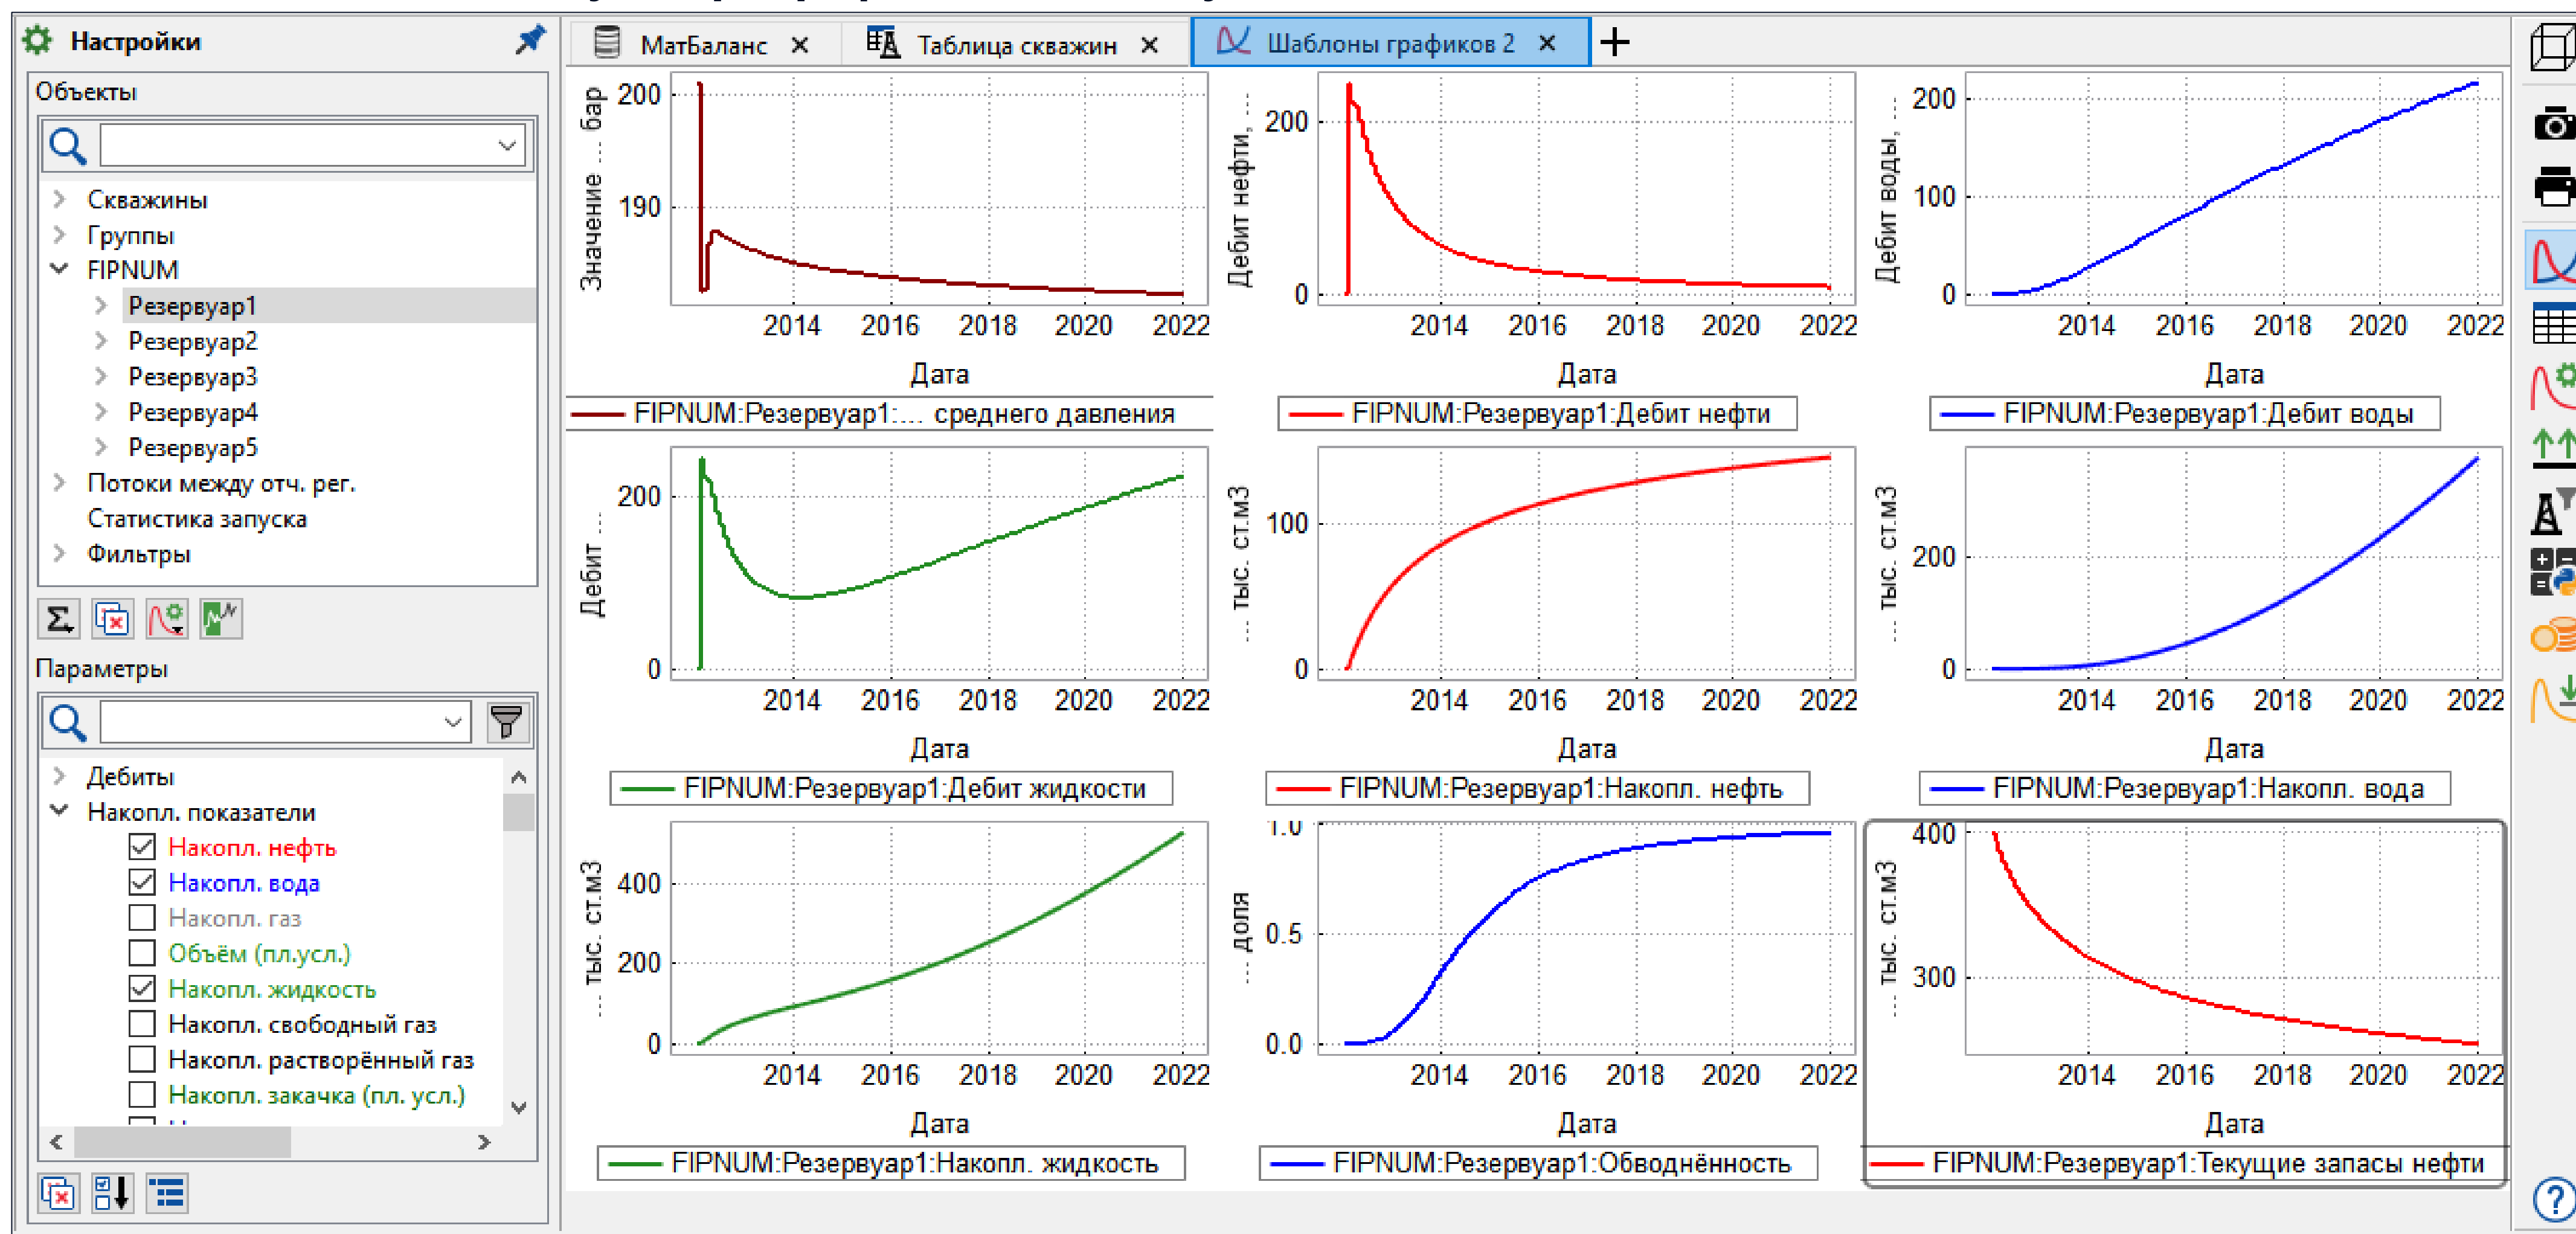 Настройки
Объекты
Скважины
Группы
FIPNUM
Резервуар1
Резервуар2
Резервуар3
Резервуар4
Резервуар5
Потоки между отч. рег.
Статистика запуска
Фильтры
Параметры
Дебиты
Накопл. показатели
Накопл. нефть
Накопл. вода
Накопл. газ
Объём (пл.усл.)
Накопл. жидкость
Накопл. свободный газ
Накопл. растворённый газ
Накопл. закачка (пл. усл.)
МатБаланс
Таблица скважин
Шаблоны графиков 2
Значение ... бар
200
190
2014 2016 2018 2020 2022
Дата
FIPNUM:Резервуар1:... среднего давления
Дебит нефти, ...
200
0
2014 2016 2018 2020 2022
Дата
FIPNUM:Резервуар1:Дебит нефти
Дебит воды, ...
200
100
0
2014 2016 2018 2020 2022
Дата
FIPNUM:Резервуар1:Дебит воды
Дебит ...
200
0
2014 2016 2018 2020 2022
Дата
FIPNUM:Резервуар1:Дебит жидкости
... тыс. ст.м3
100
0
2014 2016 2018 2020 2022
Дата
FIPNUM:Резервуар1:Накопл. нефть
... тыс. ст.м3
200
0
2014 2016 2018 2020 2022
Дата
FIPNUM:Резервуар1:Накопл. вода
... тыс. ст.м3
400
200
0
2014 2016 2018 2020 2022
Дата
FIPNUM:Резервуар1:Накопл. жидкость
... доля
1.0
0.5
0.0
2014 2016 2018 2020 2022
Дата
FIPNUM:Резервуар1:Обводнённость
... тыс. ст.м3
400
300
2014 2016 2018 2020 2022
Дата
FIPNUM:Резервуар1:Текущие запасы нефти